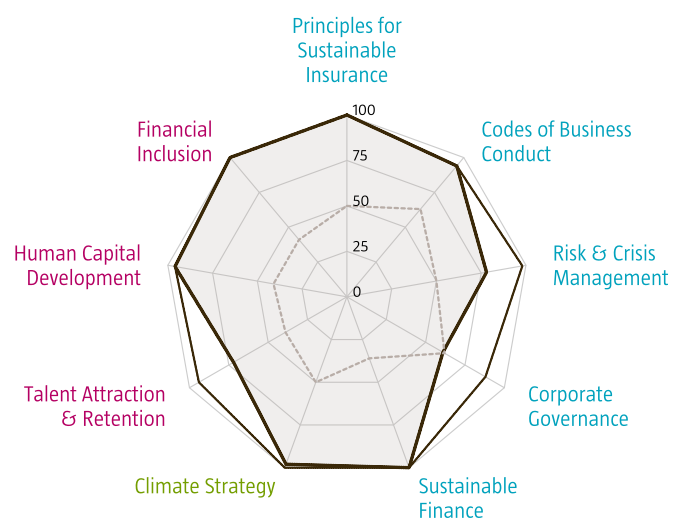 Principles for
Sustainable
Insurance
Codes of Business
Conduct
Risk & Crisis
Management
Corporate
Governance
Sustainable
Finance
Climate Strategy
Talent Attraction
& Retention
Human Capital
Development
Financial
Inclusion
100
75
50
25
0